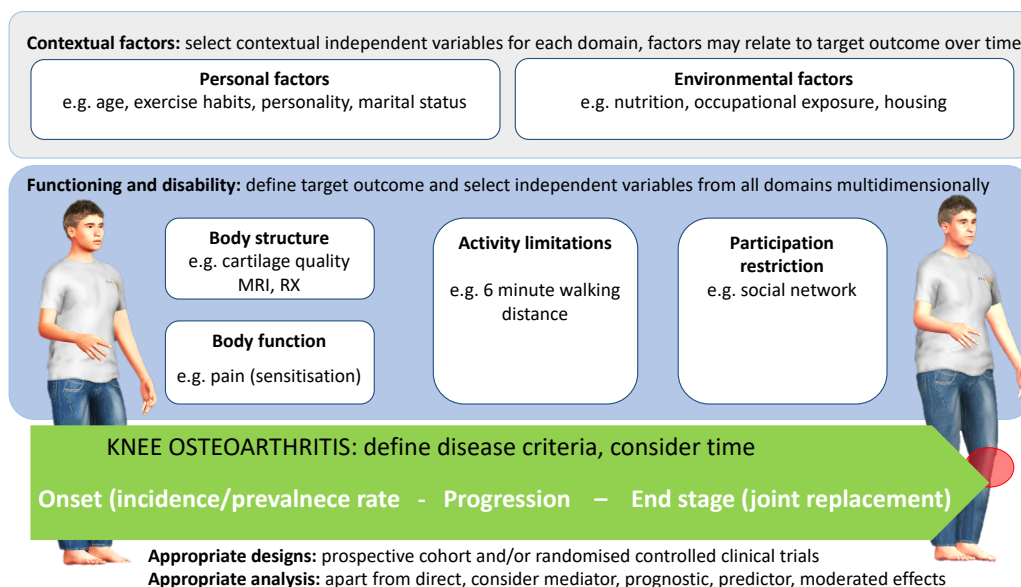 Contextual factors: select contextual independent variables for each domain, factors may relate to target outcome over time
Personal factors
e.g. age, exercise habits, personality, marital status
Environmental factors
e.g. nutrition, occupational exposure, housing
Functioning and disability: define target outcome and select independent variables from all domains multidimensionally
Body structure
e.g. cartilage quality
MRI, RX
Body function
e.g. pain (sensitisation)
Activity limitations
e.g. 6 minute walking
distance
Participation
restriction
e.g. social network
KNEE OSTEOARTHRITIS: define disease criteria, consider time
Onset (incidence/prevalnece rate - Progression – End stage (joint replacement)
Appropriate designs: prospective cohort and/or randomised controlled clinical trials
Appropriate analysis: apart from direct, consider mediator, prognostic, predictor, moderated effects